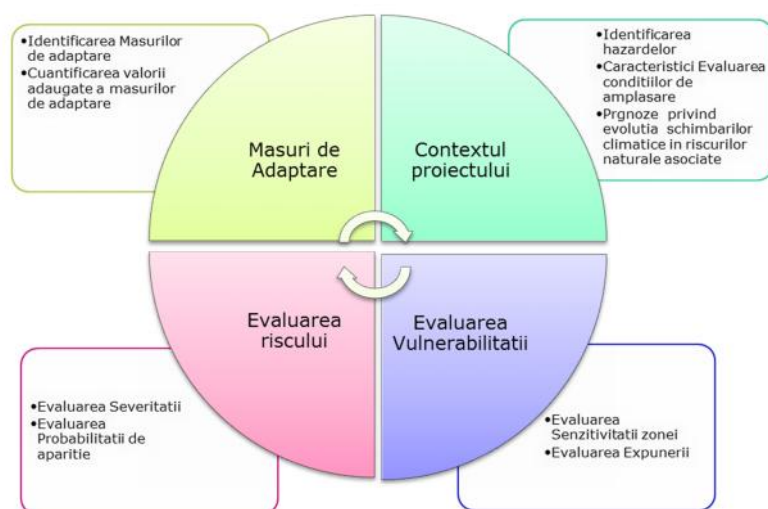 •Identificarea Masurilor
de adaptare
•Cuantificarea valorii
adaugate a masurilor
de adaptare
•Identificarea
hazardelor
•Caracteristici Evaluarea
conditiilor de
amplasare
•Prgnoze privind
evolutia schimbarilor
climatice in riscurilor
naturale asociate
Masuri de
Adaptare
Contextul
proiectului
Evaluarea
riscului
Evaluarea
Vulnerabilitatii
•Evaluarea Severitatii
•Evaluarea
Probabilitatii de
aparitie
•Evaluarea
Senzitivitatii zonei
•Evaluarea Expunerii